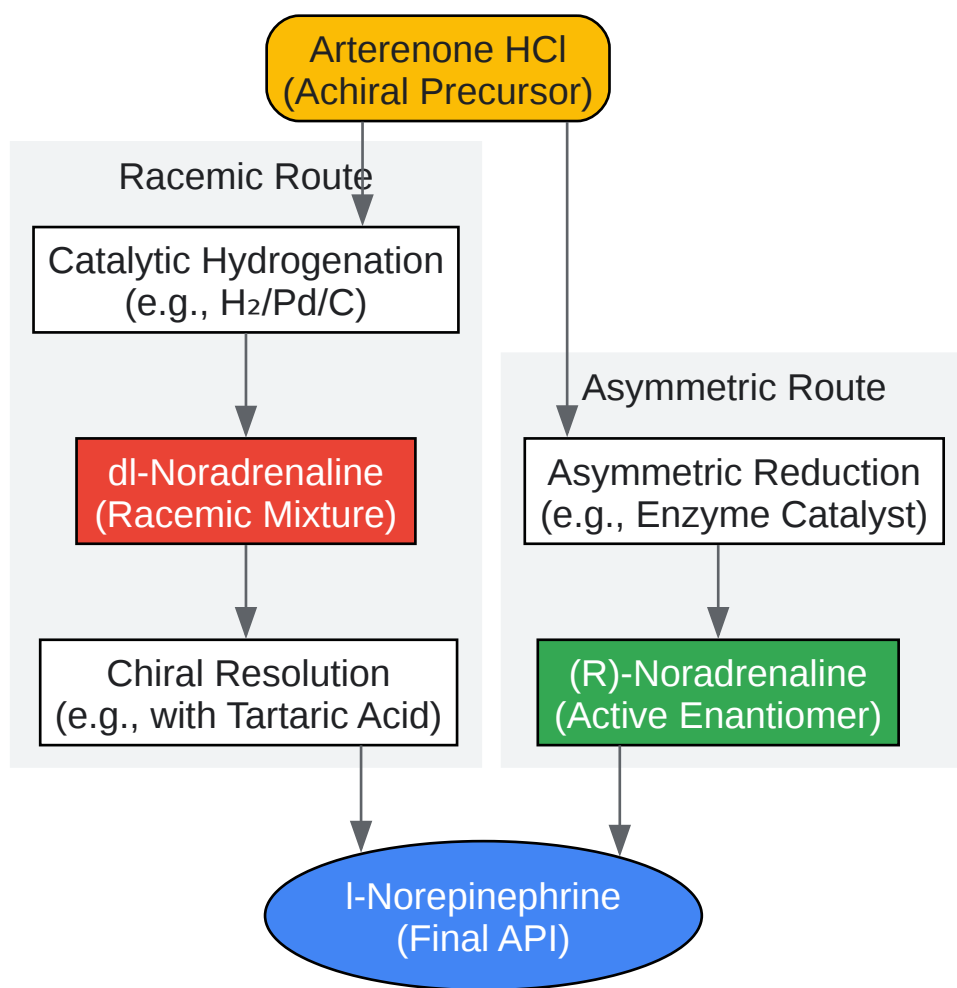 Arterenone HCl
(Achiral Precursor)
Racemic Route
Catalytic Hydrogenation
(e.g., H₂/Pd/C)
dl-Noradrenaline
(Racemic Mixture)
Chiral Resolution
(e.g., with Tartaric Acid)
Asymmetric Route
Asymmetric Reduction
(e.g., Enzyme Catalyst)
(R)-Noradrenaline
(Active Enantiomer)
l-Norepinephrine
(Final API)